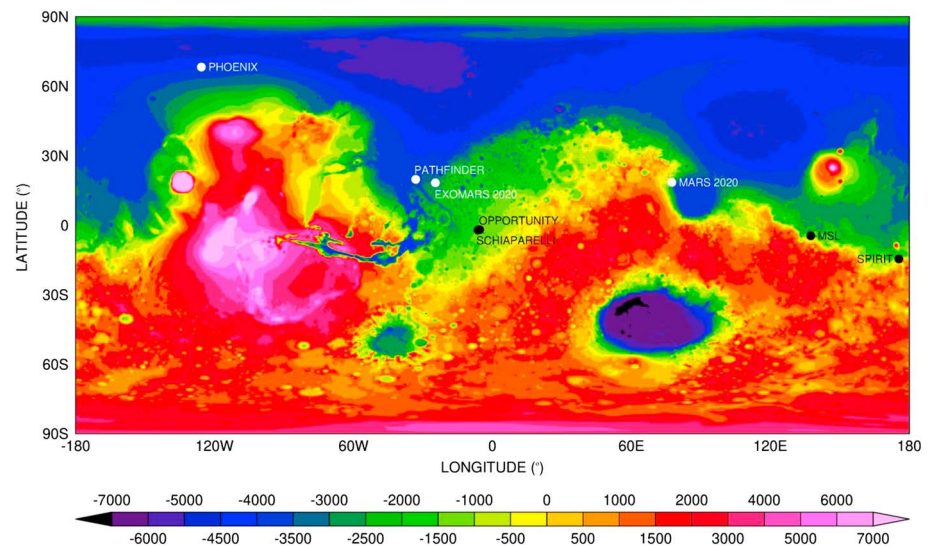 90N
60N
30N
0
30S
60S
90S
LATITUDE (°)
PHOENIX
PATHFINDER
EXOMARS 2020
MARS 2020
OPPORTUNITY
SCHIAPARELLI
MSL
SPIRIT
-180 120W 60W 0 60E 120E 180
LONGITUDE (°)
-7000 -5000 -4000 -3000 -2000 -1000 0 1000 2000 4000 6000
-6000 -4500 -3500 -2500 -1500 -500 500 1500 3000 5000 7000